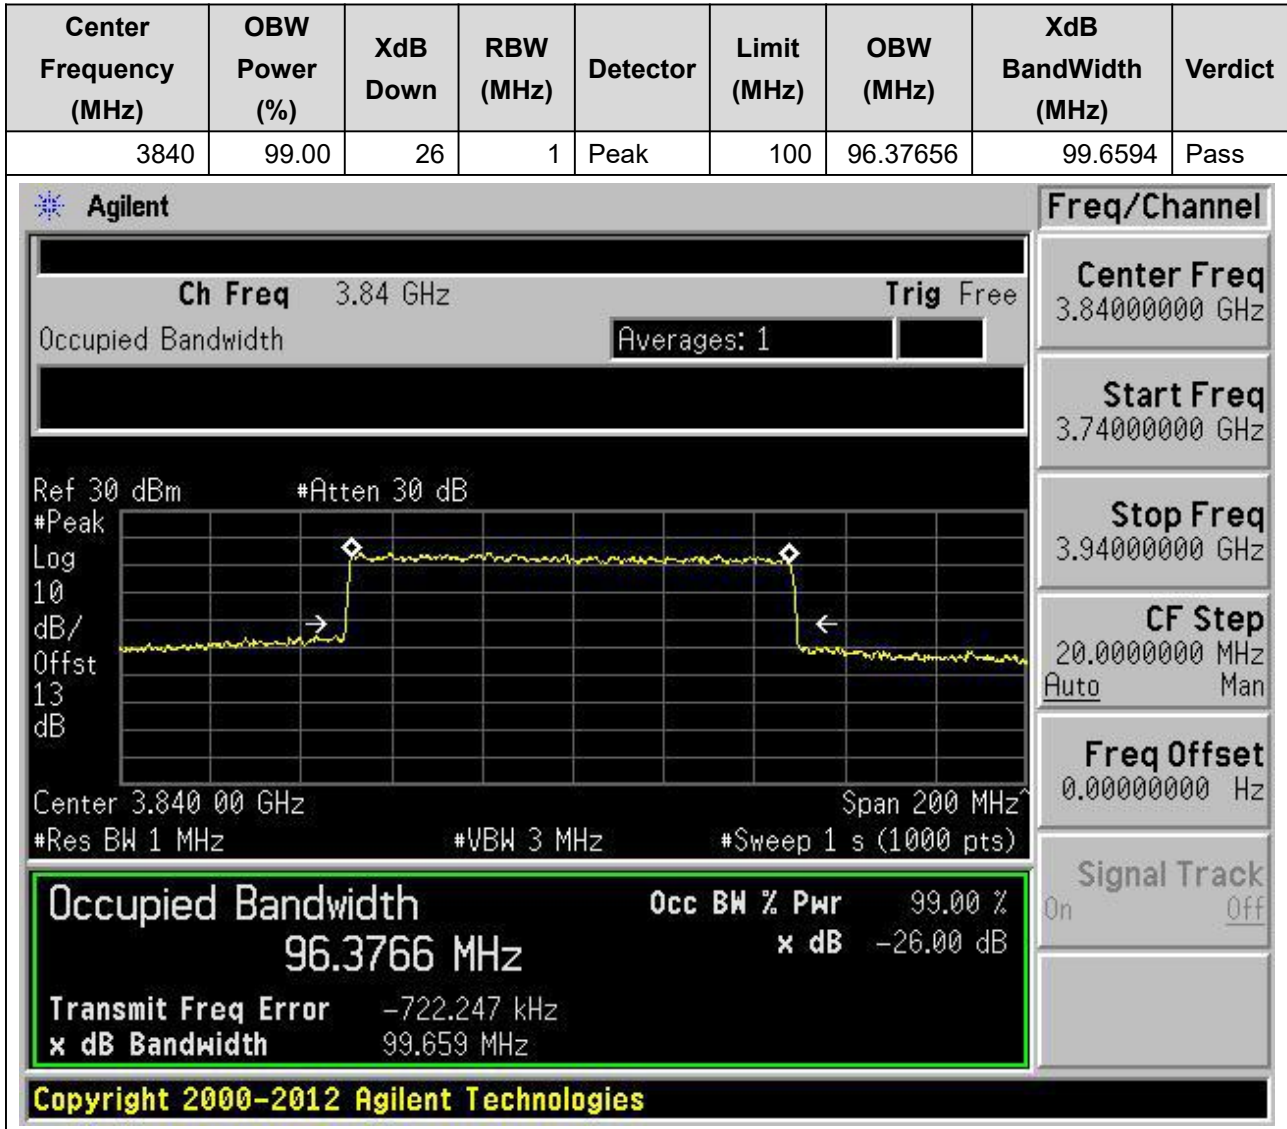 Center Frequency (MHz) OBW Power (%) XdB Down RBW (MHz) Detector Limit (MHz) OBW (MHz) XdB BandWidth (MHz) Verdict
3840 99.00 26 1 Peak 100 96.37656 99.6594 Pass
Agilent
Freq/Channel
Ch Freq 3.84 GHz Trig Free
Occupied Bandwidth Averages: 1
Center Freq
3.84000000 GHz
Start Freq
3.74000000 GHz
Stop Freq
3.94000000 GHz
CF Step
20.0000000 MHz
Auto Man
Freq Offset
0.00000000 Hz
Signal Track
On Off
Ref 30 dBm #Atten 30 dB
#Peak
Log
10
dB/
Offst
13
dB
Center 3.840 00 GHz Span 200 MHz^
#Res BW 1 MHz #VBW 3 MHz #Sweep 1 s (1000 pts)
Occupied Bandwidth Occ BW % Pwr 99.00 %
96.3766 MHz x dB -26.00 dB
Transmit Freq Error -722.247 kHz
x dB Bandwidth 99.659 MHz
Copyright 2000-2012 Agilent Technologies